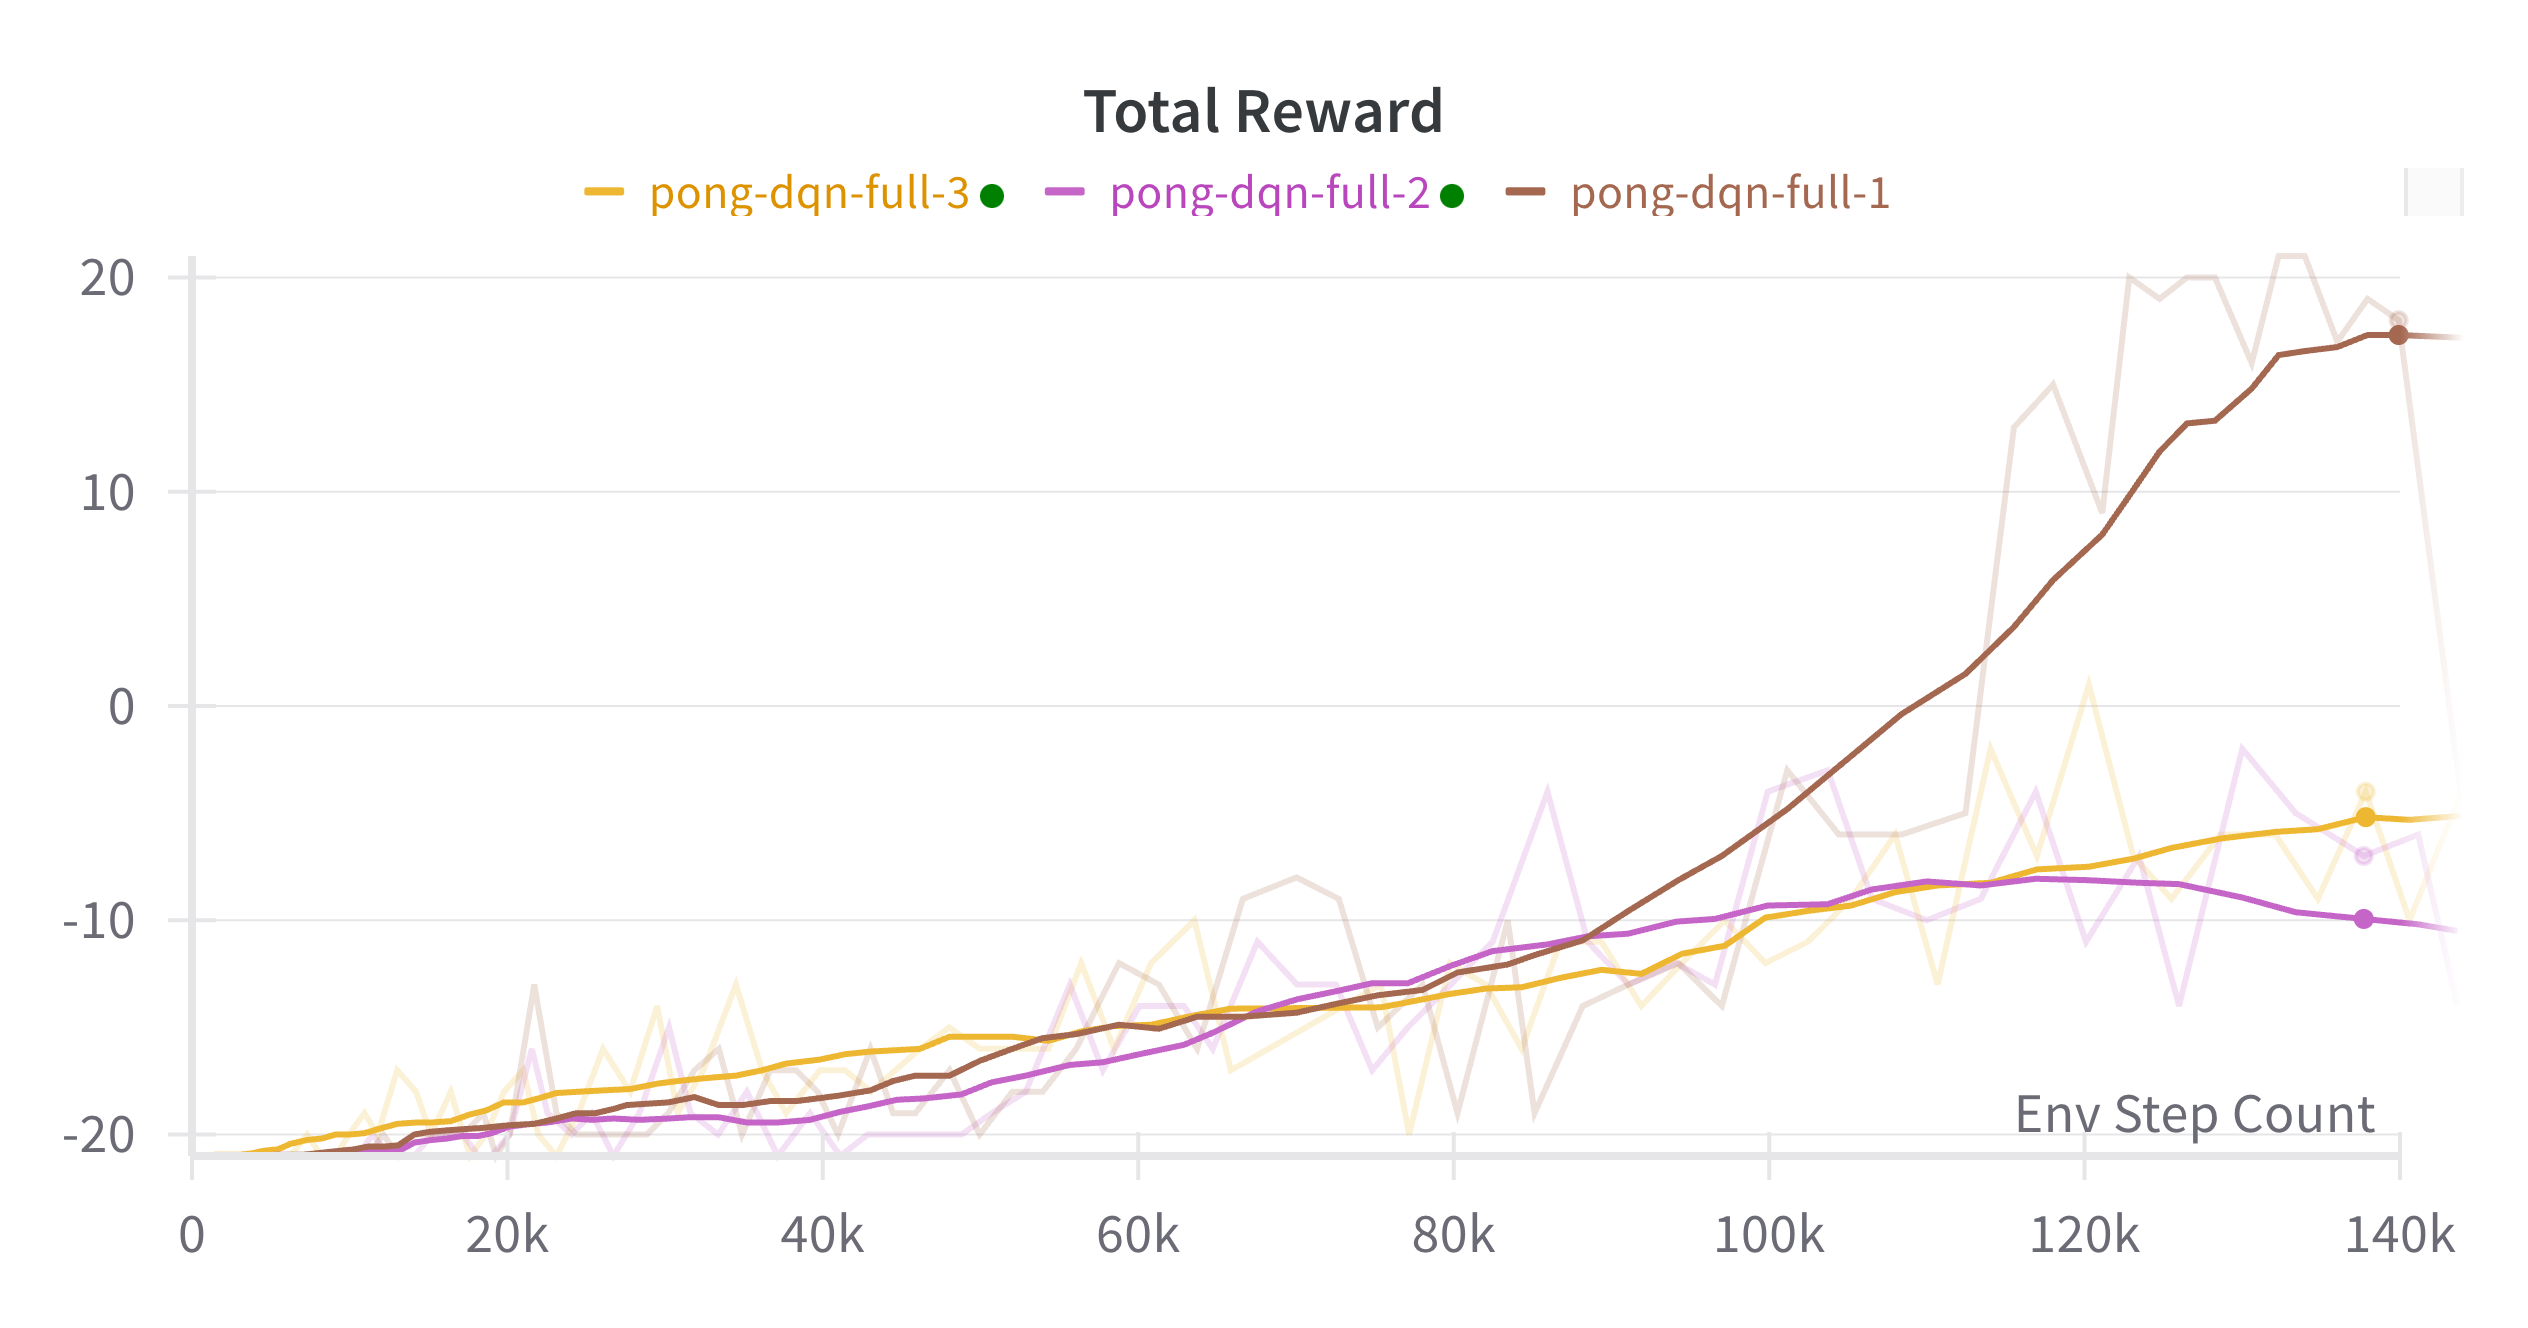 Total Reward
pong-dqn-full-3 pong-dqn-full-2 pong-dqn-full-1
20
10
0
-10
-20
Env Step Count
0 20k 40k 60k 80k 100k 120k 140k